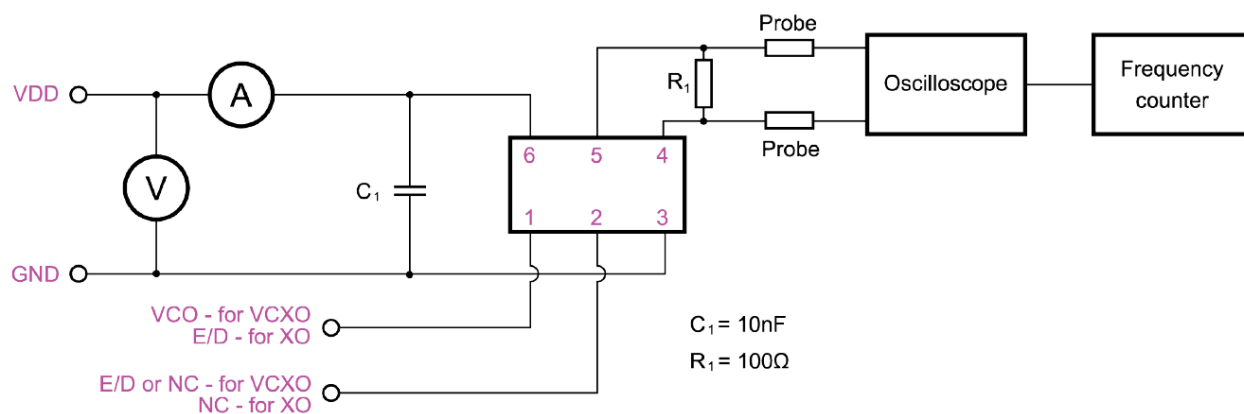 Probe
VDD
A
R₁
Oscilloscope
Frequency
counter
Probe
V
C₁
6 5 4
1 2 3
GND
VCO - for VCXO
E/D - for XO
C₁ = 10nF
R₁ = 100Ω
E/D or NC - for VCXO
NC - for XO